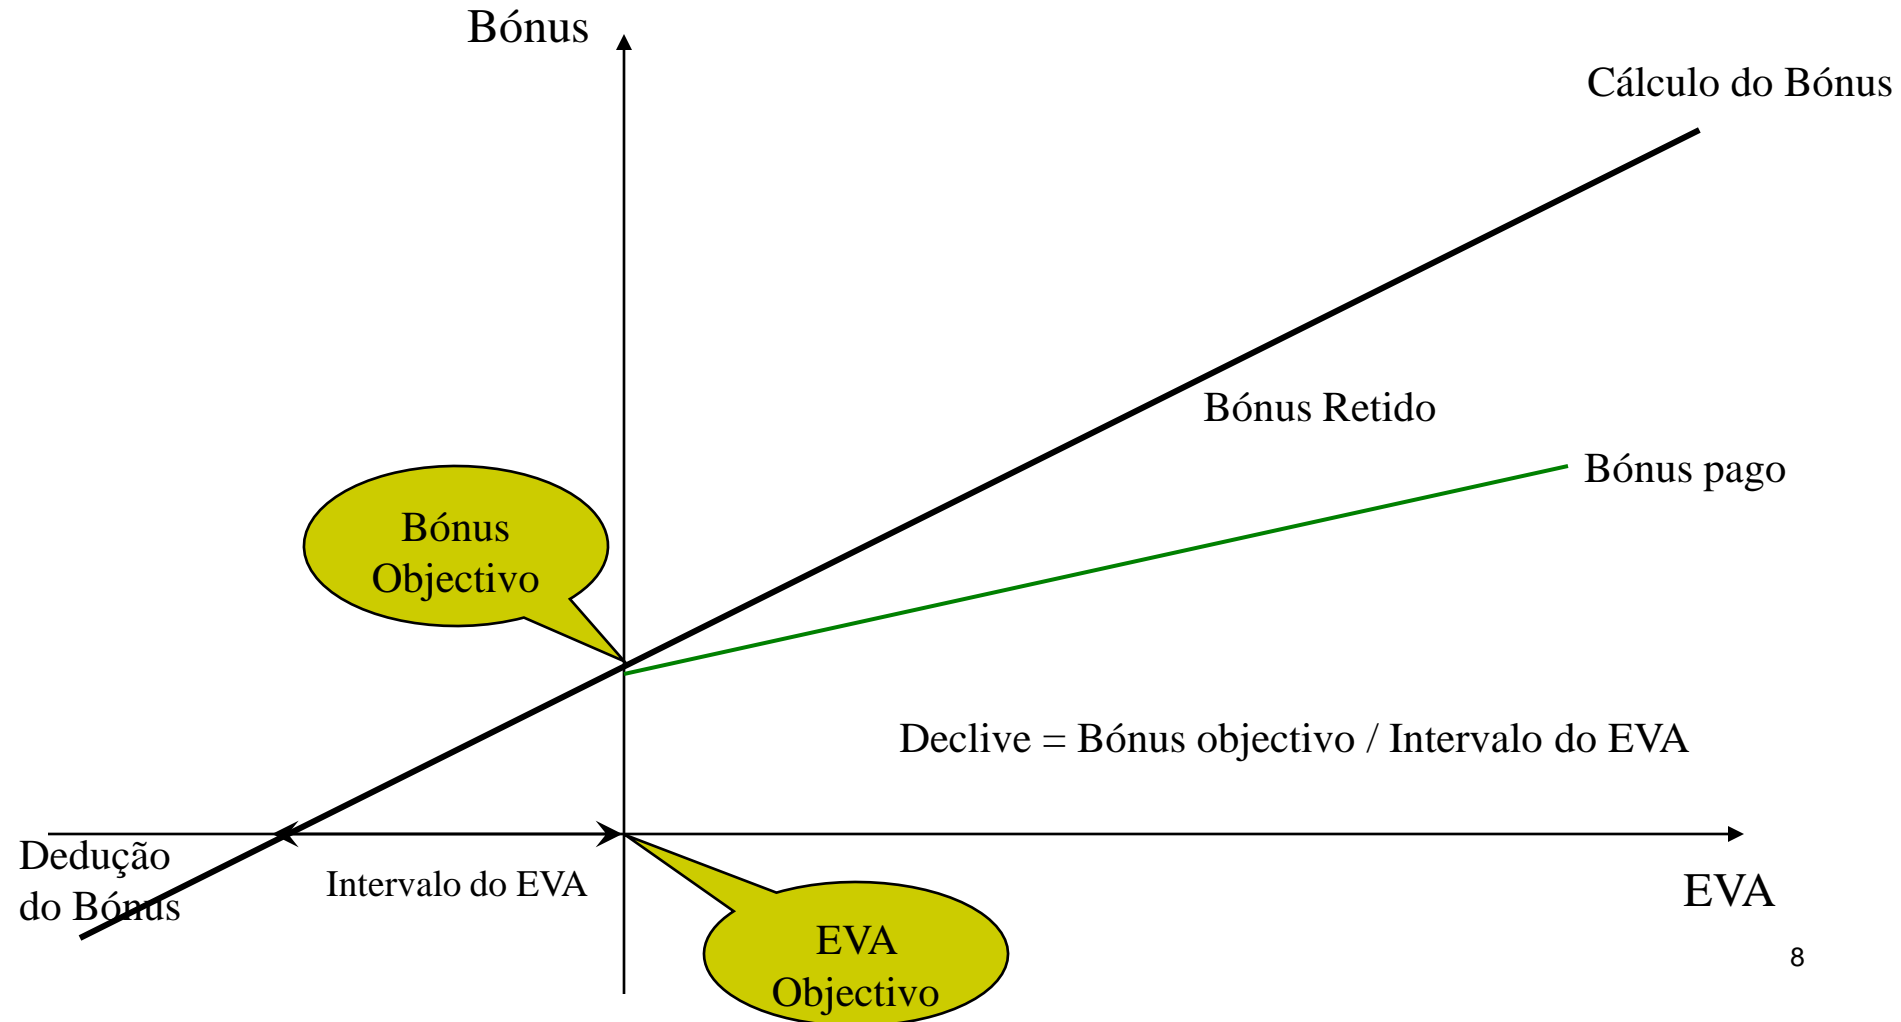 Bónus
Cálculo do Bónus
Bónus Retido
Bónus pago
Bónus
Objectivo
Declive = Bónus objectivo / Intervalo do EVA
Dedução
do Bónus
Intervalo do EVA
EVA
EVA
Objectivo
8